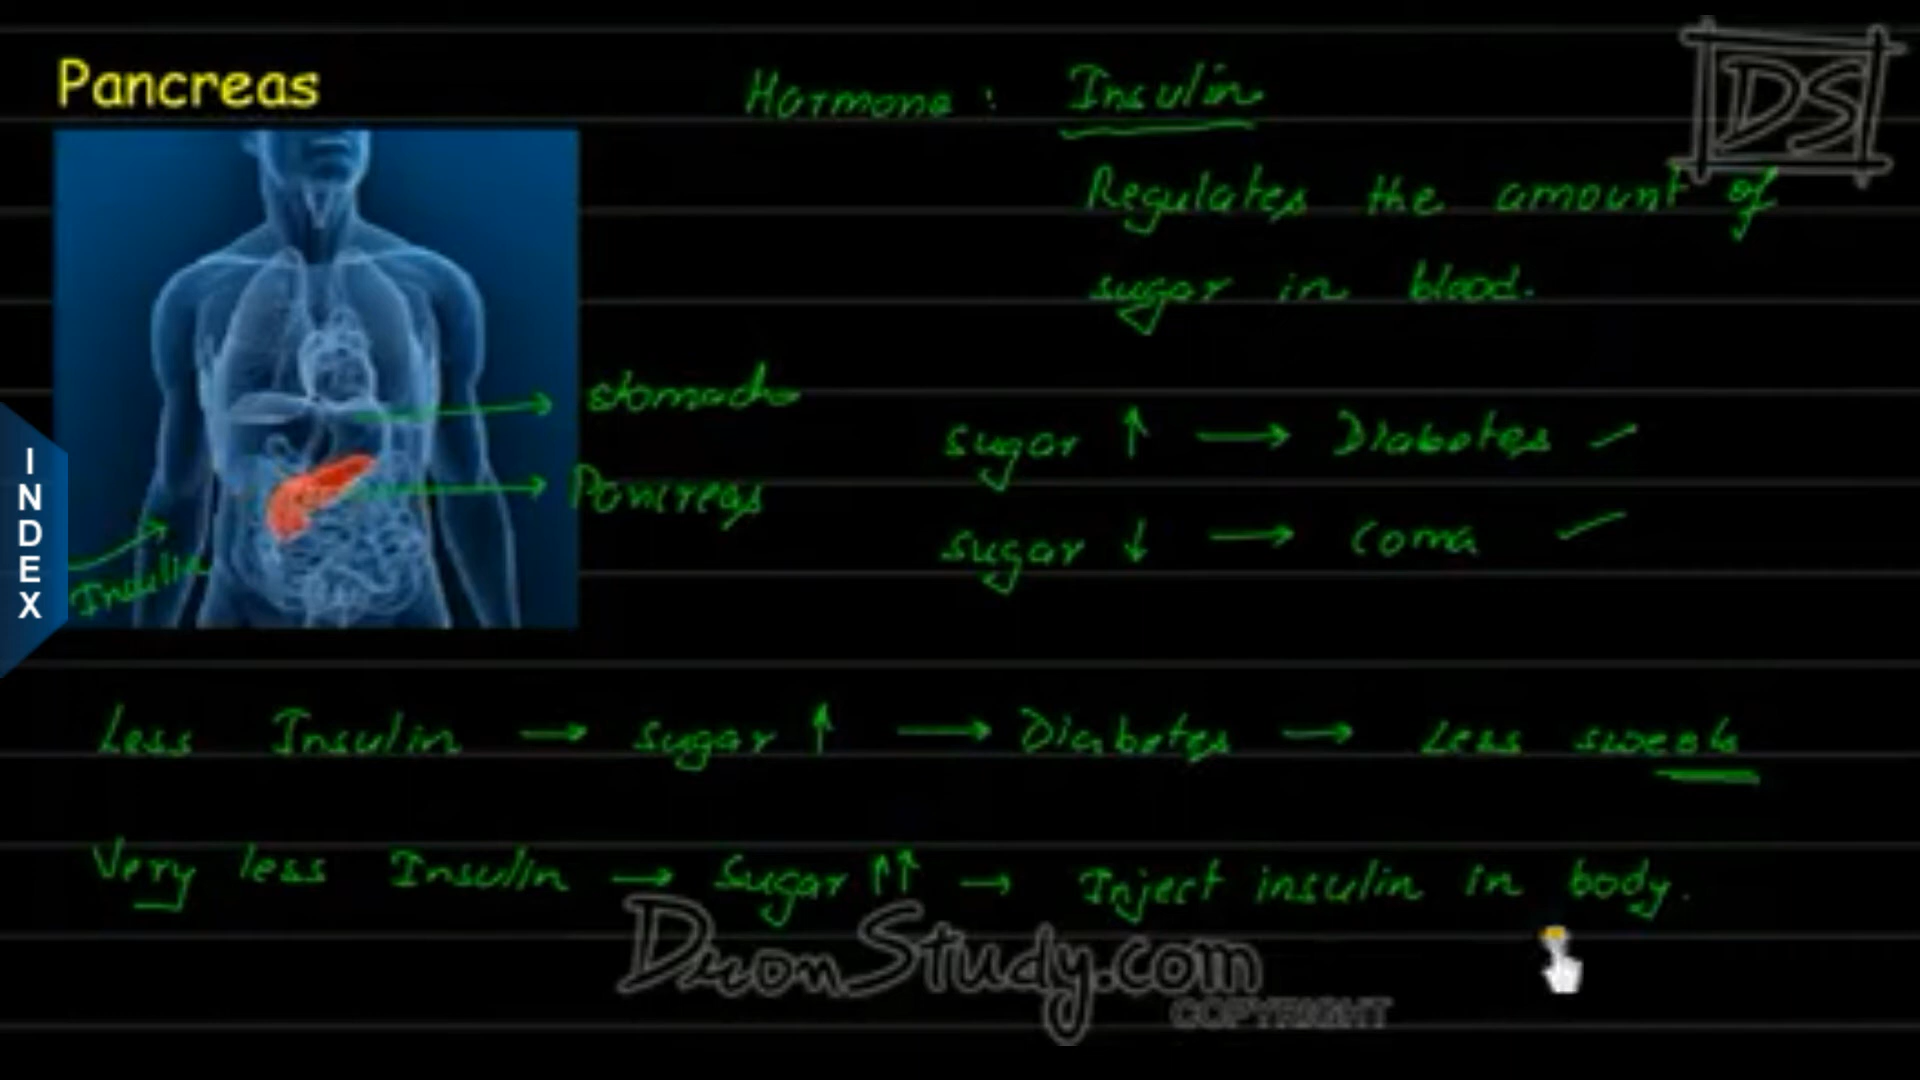 Pancreas
Hormone : Insulin
DS
Regulates the amount of
sugar in blood.
stomach
sugar ↑ → Diabetes
Pancreas
sugar ↓ → Coma
INDEX
Insulin
Less Insulin → sugar ↑ → Diabetes → Less sweets
Very less Insulin → Sugar ↑↑ → Inject insulin in body.
DronStudy.com
COPYRIGHT